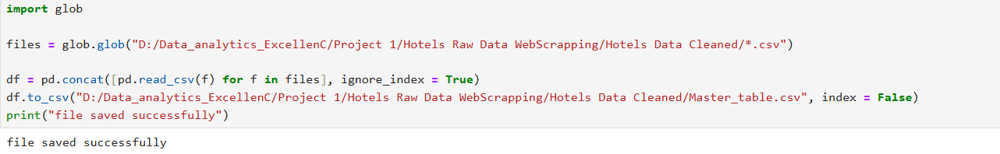 import glob
files = glob.glob("D:/Data_analytics_ExcellenC/Project 1/Hotels Raw Data WebScrapping/Hotels Data Cleaned/*.csv")
df = pd.concat([pd.read_csv(f) for f in files], ignore_index = True)
df.to_csv("D:/Data_analytics_ExcellenC/Project 1/Hotels Raw Data WebScrapping/Hotels Data Cleaned/Master_table.csv", index = False)
print("file saved successfully")
file saved successfully